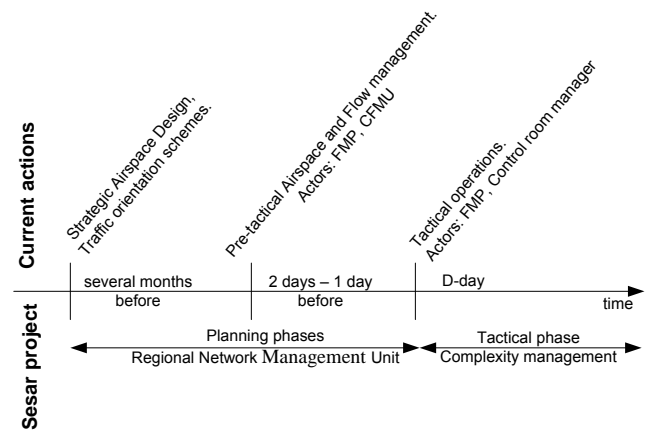 Current actions
Strategic Airspace Design,
Traffic orientation schemes.
Pre-tactical Airspace and Flow management.
Actors: FMP, CFMU
Tactical operations.
Actors: FMP, Control room manager
several months
before
2 days – 1 day
before
D-day
time
Sesar project
Planning phases
Regional Network Management Unit
Tactical phase
Complexity management